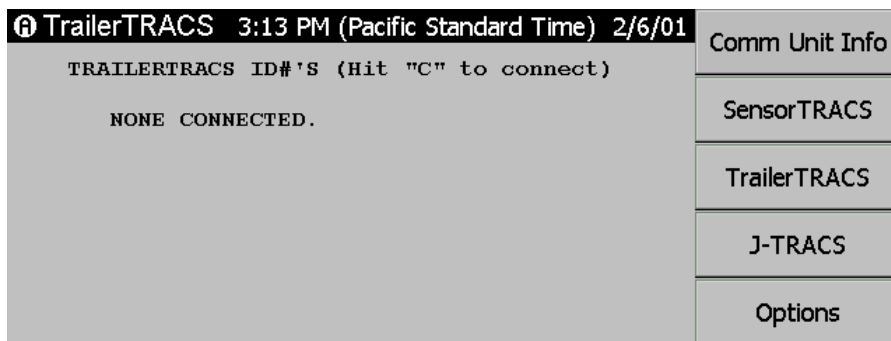 A TrailerTRACS 3:13 PM (Pacific Standard Time) 2/6/01
TRAILERTRACS ID#'S (Hit "C" to connect)
NONE CONNECTED.
Comm Unit Info
SensorTRACS
TrailerTRACS
J-TRACS
Options